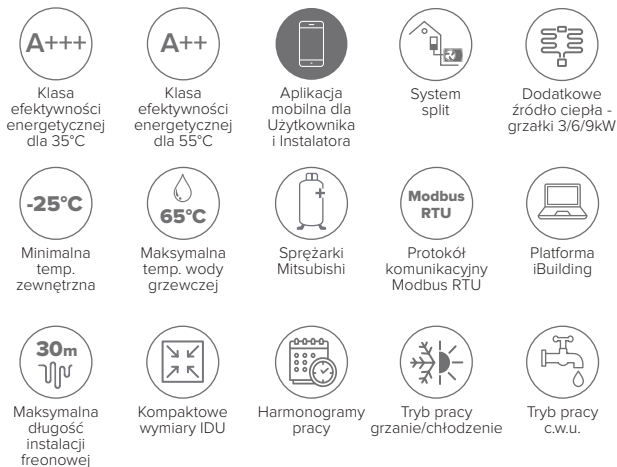 A+++
Klasa
efektywności
energetycznej
dla 35°C
A++
Klasa
efektywności
energetycznej
dla 55°C
Aplikacja
mobilna dla
Użytkownika
i Instalatora
System
split
Dodatkowe
źródło ciepła -
grzałki 3/6/9kW
-25°C
Minimalna
temp.
zewnętrzna
65°C
Maksymalna
temp. wody
grzewczej
Sprężarki
Mitsubishi
Modbus
RTU
Protokół
komunikacyjny
Modbus RTU
Platforma
iBuilding
30m
Maksymalna
długość
instalacji
freonowej
Kompaktowe
wymiary IDU
Harmonogramy
pracy
Tryb pracy
grzanie/chłodzenie
Tryb pracy
c.w.u.